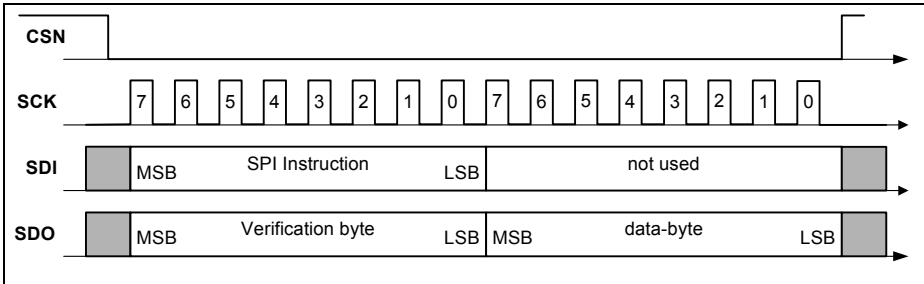 CSN
SCK 7 6 5 4 3 2 1 0 7 6 5 4 3 2 1 0
SDI MSB SPI Instruction LSB not used
SDO MSB Verification byte LSB MSB data-byte LSB